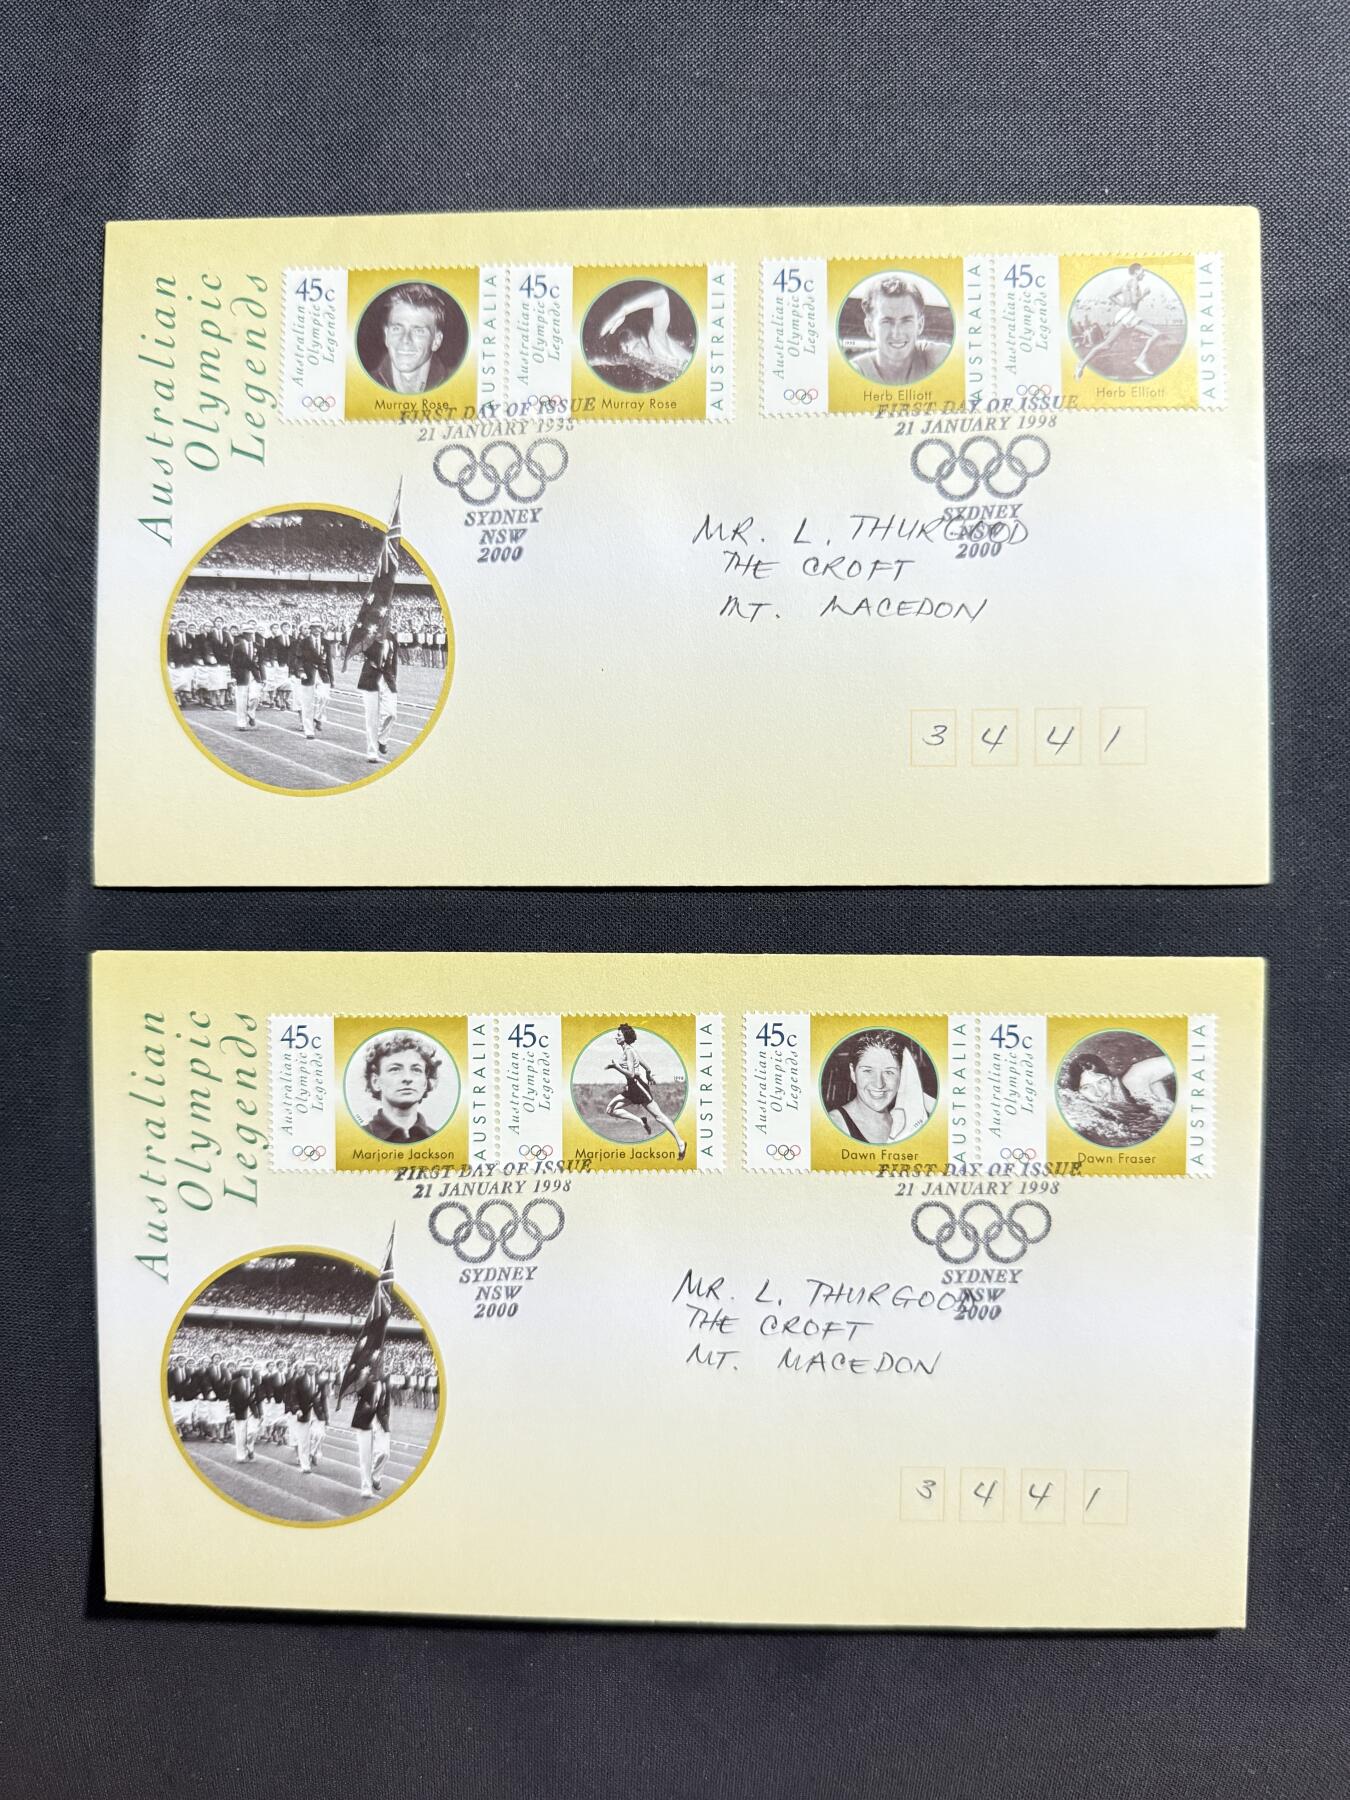 Australian
Olympic
Legends
45c
Australian
Olympic
Legends
Murray Rose
AUSTRALIA
45c
Australian
Olympic
Legends
Murray Rose
AUSTRALIA
45c
Australian
Olympic
Legends
1998
Herb Elliott
AUSTRALIA
45c
Australian
Olympic
Legends
Herb Elliott
AUSTRALIA
FIRST DAY OF ISSUE
21 JANUARY 1998
SYDNEY
NSW
2000
FIRST DAY OF ISSUE
21 JANUARY 1998
SYDNEY
NSW
2000
MR. L. THURGOOD
THE CROFT
MT. MACEDON
3 4 4 1
Australian
Olympic
Legends
45c
Australian
Olympic
Legends
1998
Marjorie Jackson
AUSTRALIA
45c
Australian
Olympic
Legends
1998
Marjorie Jackson
AUSTRALIA
45c
Australian
Olympic
Legends
1998
Dawn Fraser
AUSTRALIA
45c
Australian
Olympic
Legends
Dawn Fraser
AUSTRALIA
FIRST DAY OF ISSUE
21 JANUARY 1998
SYDNEY
NSW
2000
FIRST DAY OF ISSUE
21 JANUARY 1998
SYDNEY
NSW
2000
MR. L. THURGOOD
THE CROFT
MT. MACEDON
3 4 4 1